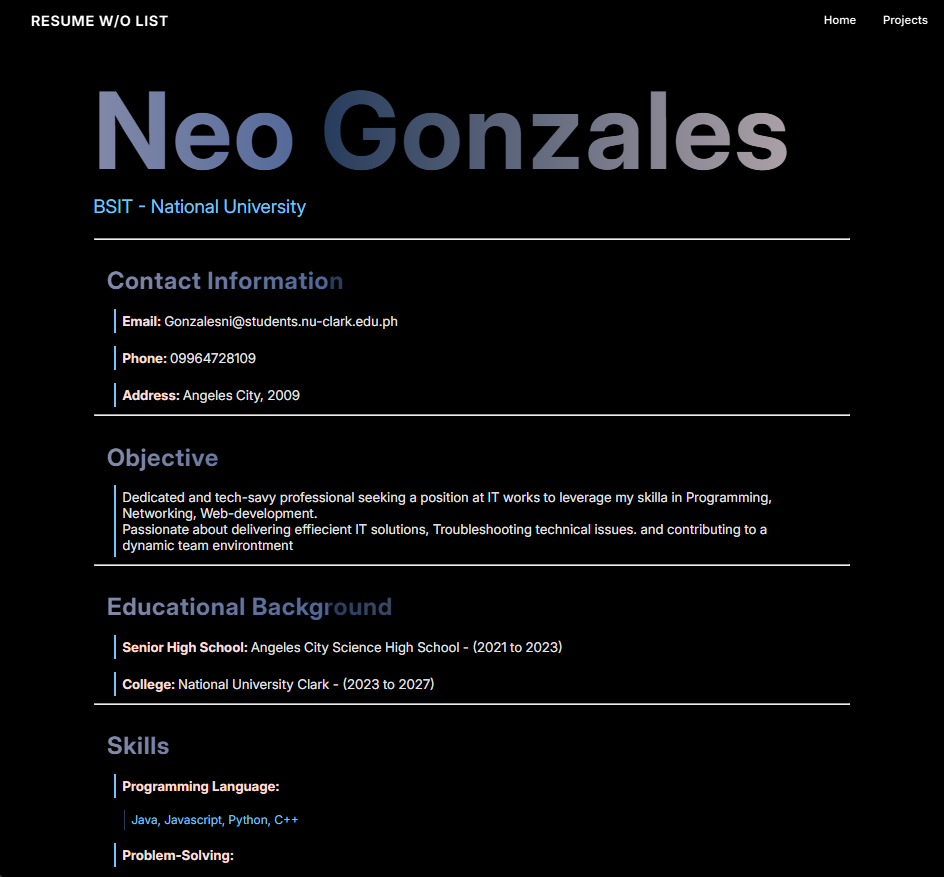 RESUME W/O LIST
Home
Projects
Neo Gonzales
BSIT - National University
Contact Information
Email: Gonzalesni@students.nu-clark.edu.ph
Phone: 09964728109
Address: Angeles City, 2009
Objective
Dedicated and tech-savy professional seeking a position at IT works to leverage my skilla in Programming,
Networking, Web-development.
Passionate about delivering effiecient IT solutions, Troubleshooting technical issues. and contributing to a
dynamic team environtment
Educational Background
Senior High School: Angeles City Science High School - (2021 to 2023)
College: National University Clark - (2023 to 2027)
Skills
Programming Language:
Java, Javascript, Python, C++
Problem-Solving: